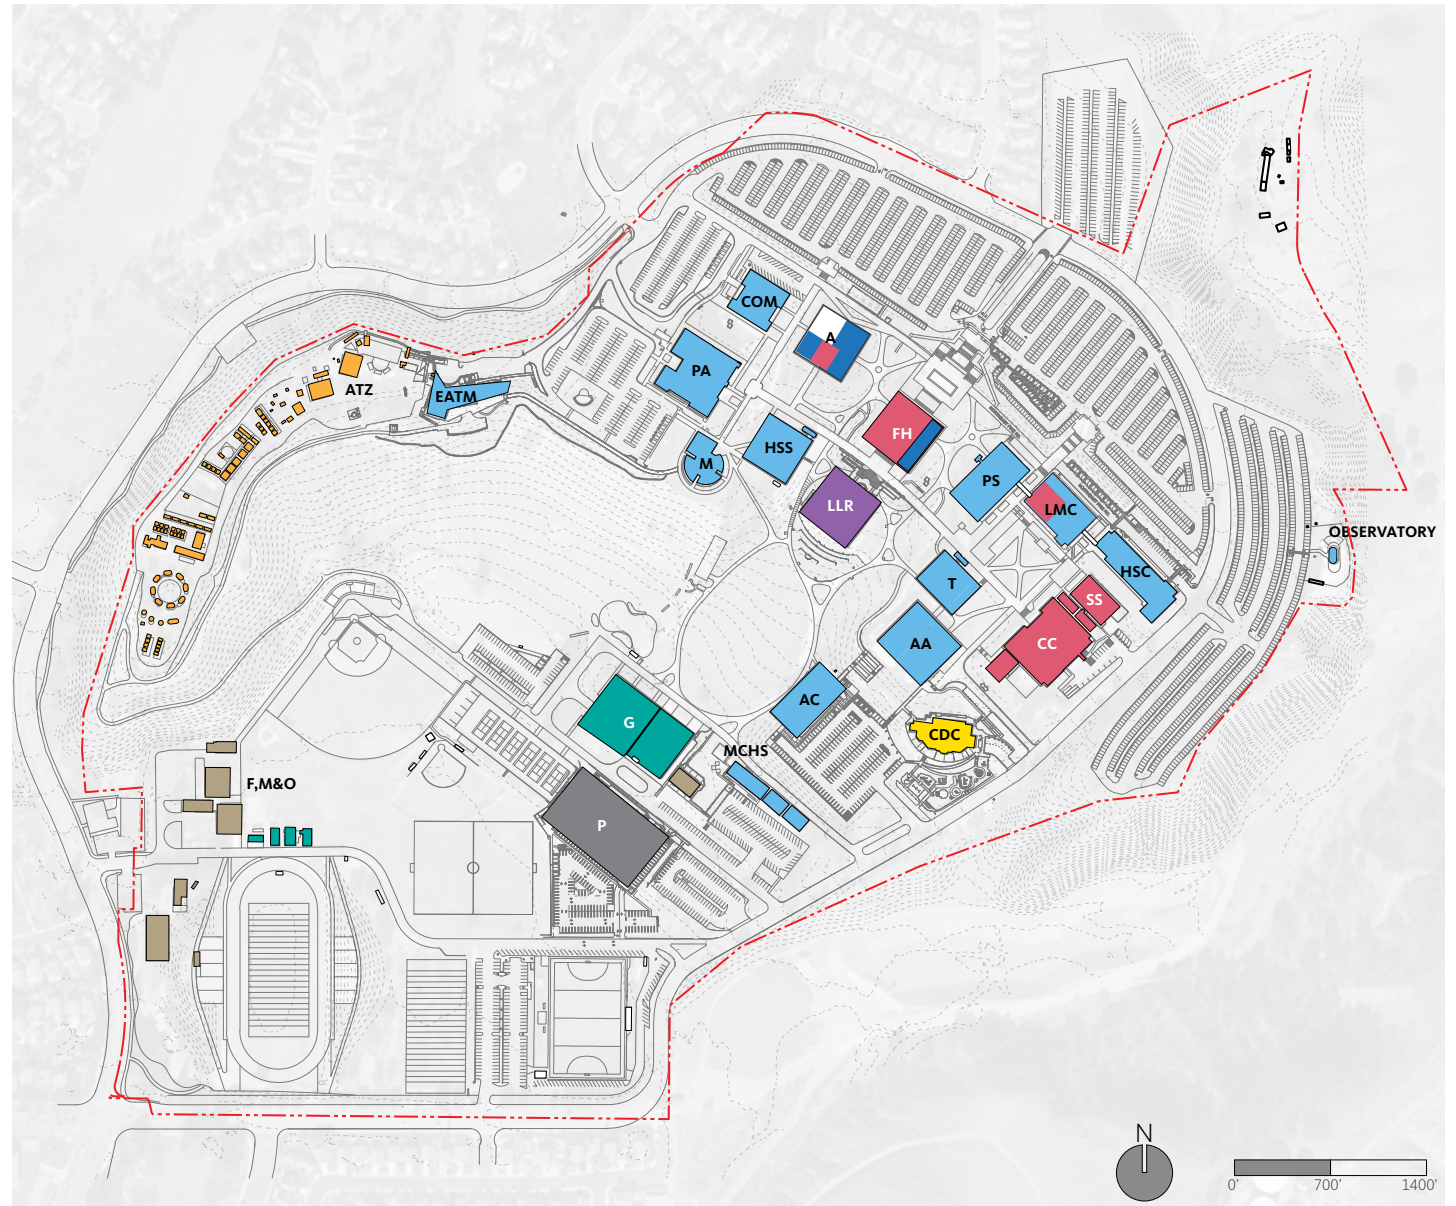 COM
A
PA
ATZ
EATM
FH
HSS
M
PS
LLR
LMC
OBSERVATORY
HSC
T
SS
AA
CC
AC
G
CDC
MCHS
F,M&O
P
N
0'
700'
1400'